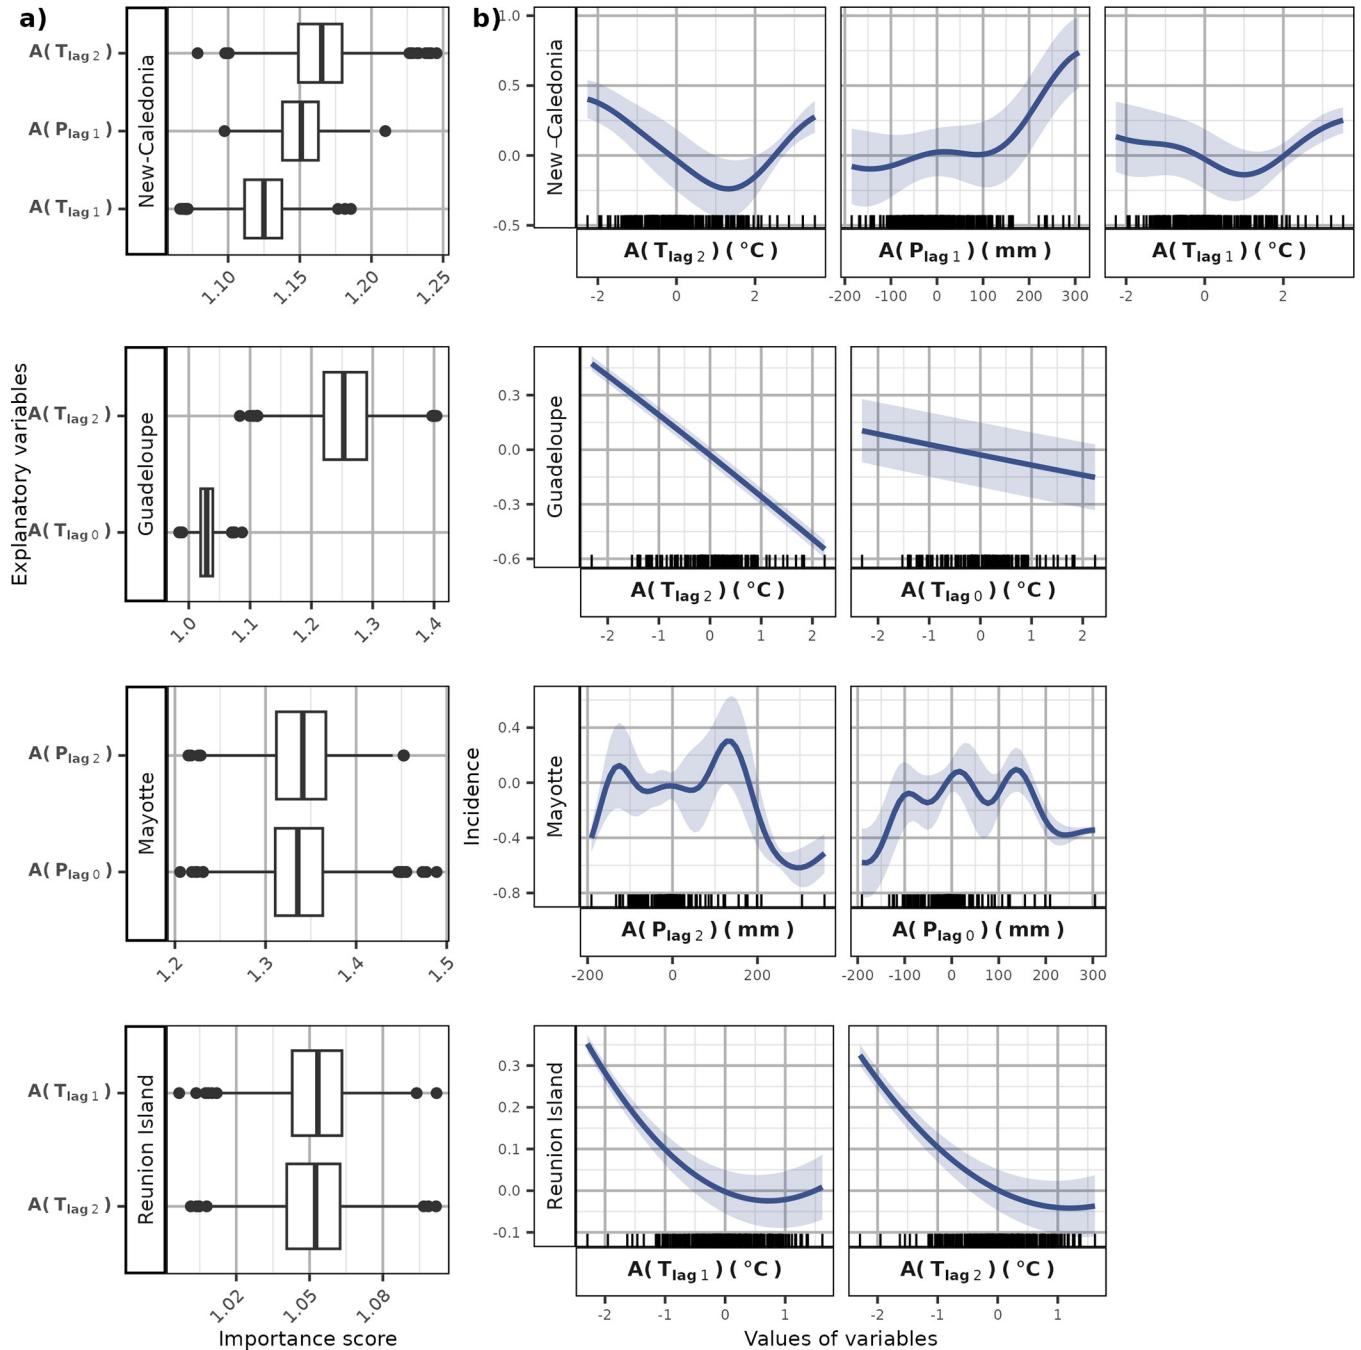 a)
b)
Explanatory variables
New-Caledonia
A( T lag 2 )
A( P lag 1 )
A( T lag 1 )
1.10 1.15 1.20 1.25
New-Caledonia
1.0
0.5
0.0
-0.5
A( T lag 2 ) ( °C )
-2 0 2
A( P lag 1 ) ( mm )
-200 -100 0 100 200 300
A( T lag 1 ) ( °C )
-2 0 2
Guadeloupe
A( T lag 2 )
A( T lag 0 )
1.0 1.1 1.2 1.3 1.4
Guadeloupe
0.3
0.0
-0.3
-0.6
A( T lag 2 ) ( °C )
-2 -1 0 1 2
A( T lag 0 ) ( °C )
-2 -1 0 1 2
Mayotte
A( P lag 2 )
A( P lag 0 )
1.2 1.3 1.4 1.5
Incidence
Mayotte
0.4
0.0
-0.4
-0.8
A( P lag 2 ) ( mm )
-200 0 200
A( P lag 0 ) ( mm )
-200 -100 0 100 200 300
Reunion Island
A( T lag 1 )
A( T lag 2 )
1.02 1.05 1.08
Importance score
Reunion Island
0.3
0.2
0.1
0.0
-0.1
A( T lag 1 ) ( °C )
-2 -1 0 1
A( T lag 2 ) ( °C )
-2 -1 0 1
Values of variables